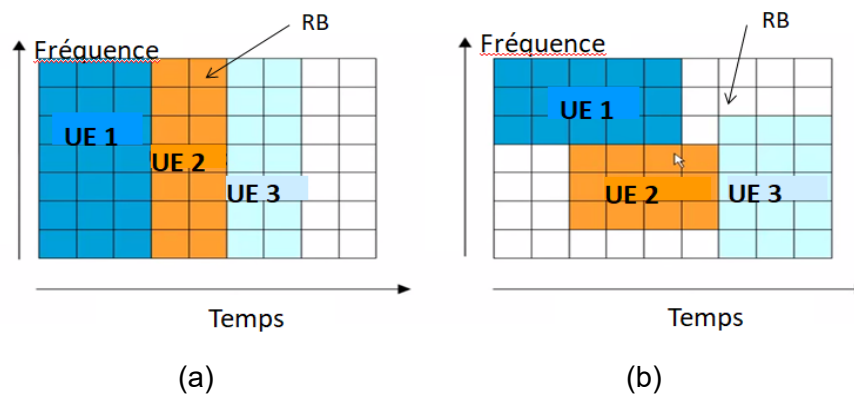 RB
Fréquence
UE 1
UE 2
UE 3
Temps
(a)
RB
Fréquence
UE 1
UE 2
UE 3
Temps
(b)